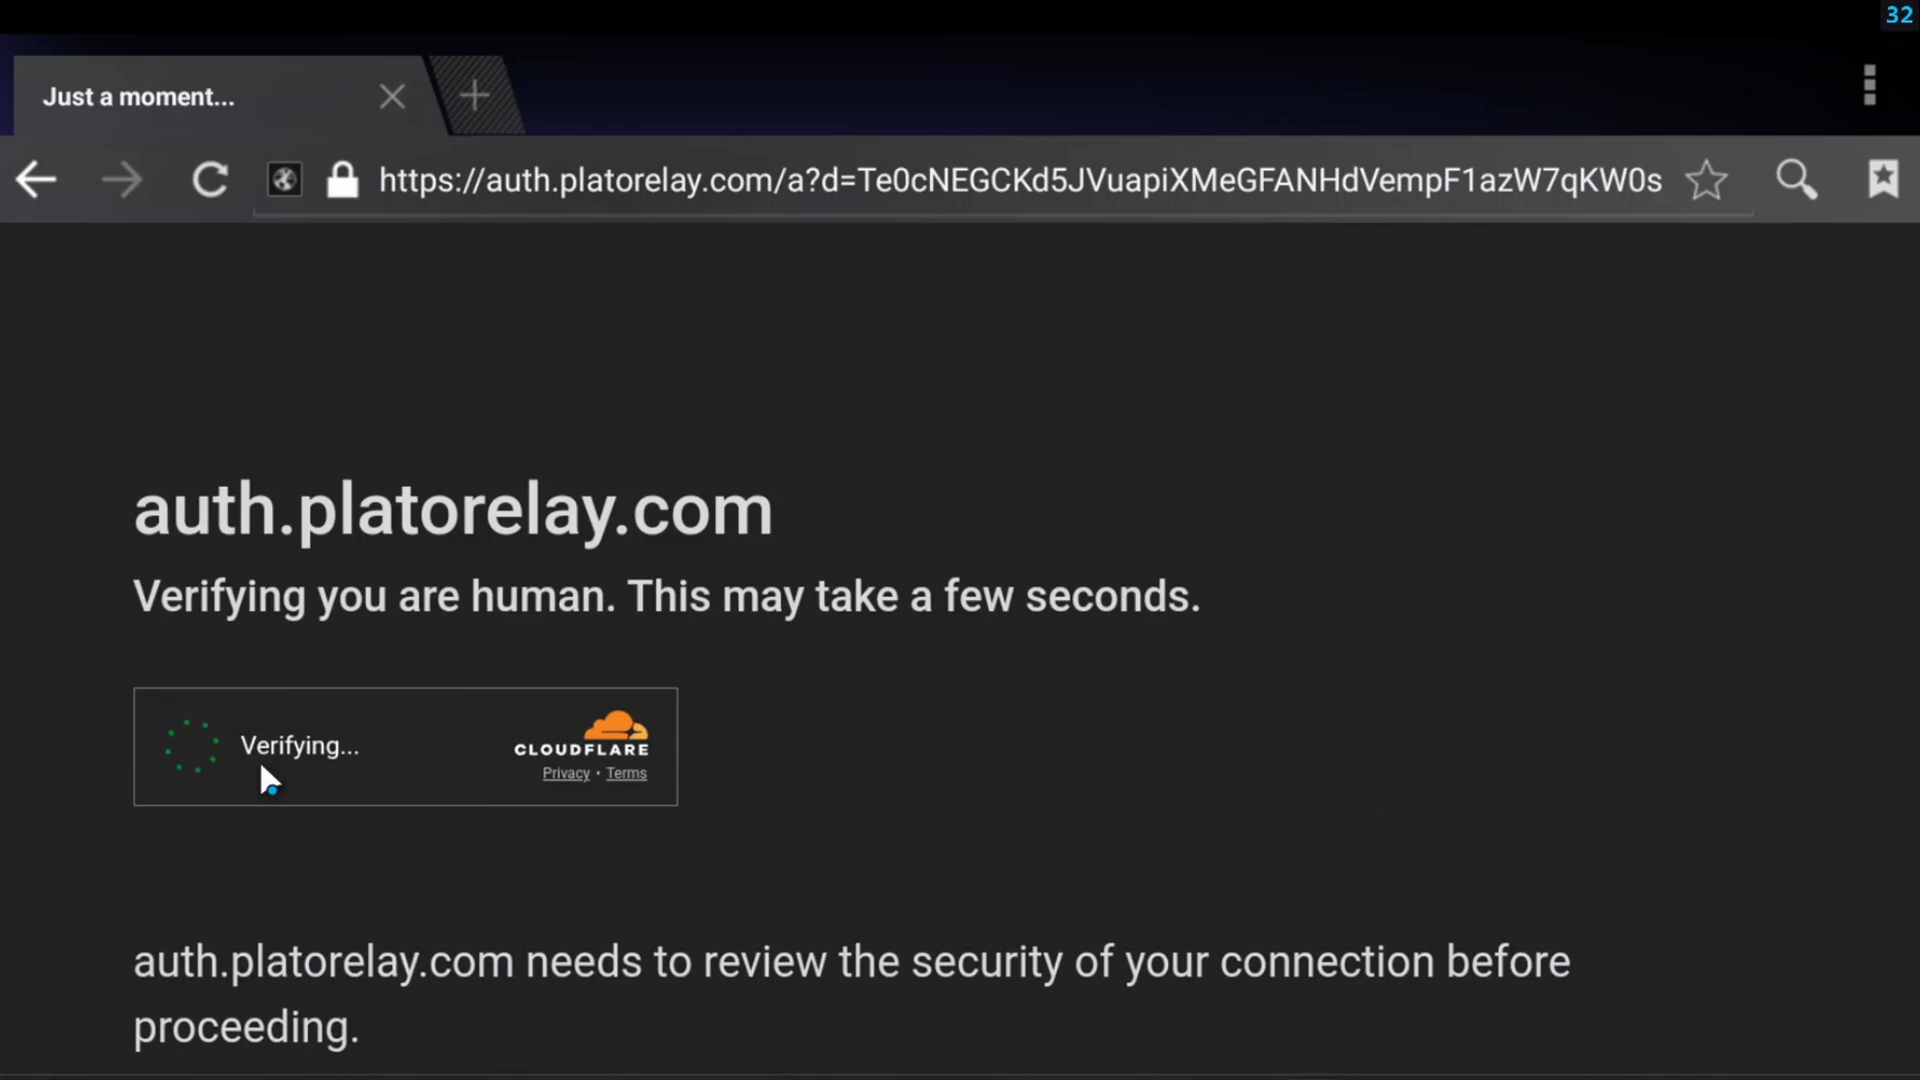 32
Just a moment...
https://auth.platorelay.com/a?d=Te0cNEGCKd5JVuapiXMeGFANHdVempF1azW7qKW0s
auth.platorelay.com
Verifying you are human. This may take a few seconds.
Verifying...
CLOUDFLARE
Privacy • Terms
auth.platorelay.com needs to review the security of your connection before
proceeding.